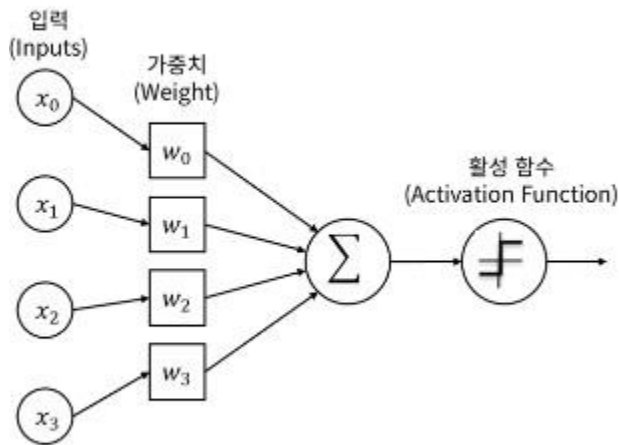 입력
(Inputs)
가중치
(Weight)
활성 함수
(Activation Function)
x₀
w₀
x₁
w₁
∑
x₂
w₂
x₃
w₃